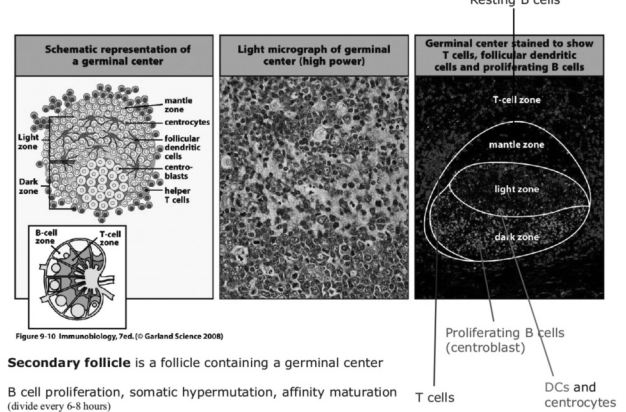 Resting B cells
Schematic representation of
a germinal center
Light micrograph of germinal
center (high power)
Germinal center stained to show
T cells, follicular dendritic
cells and proliferating B cells
mantle
zone
centrocytes
follicular
dendritic
cells
centro-
blasts
helper
T cells
Light
zone
Dark
zone
B-cell
zone
T-cell
zone
T-cell zone
mantle zone
light zone
dark zone
Figure 9-10 Immunobiology, 7ed. (© Garland Science 2008)
Proliferating B cells
(centroblast)
Secondary follicle is a follicle containing a germinal center
B cell proliferation, somatic hypermutation, affinity maturation
(divide every 6-8 hours)
T cells
DCs and
centrocytes